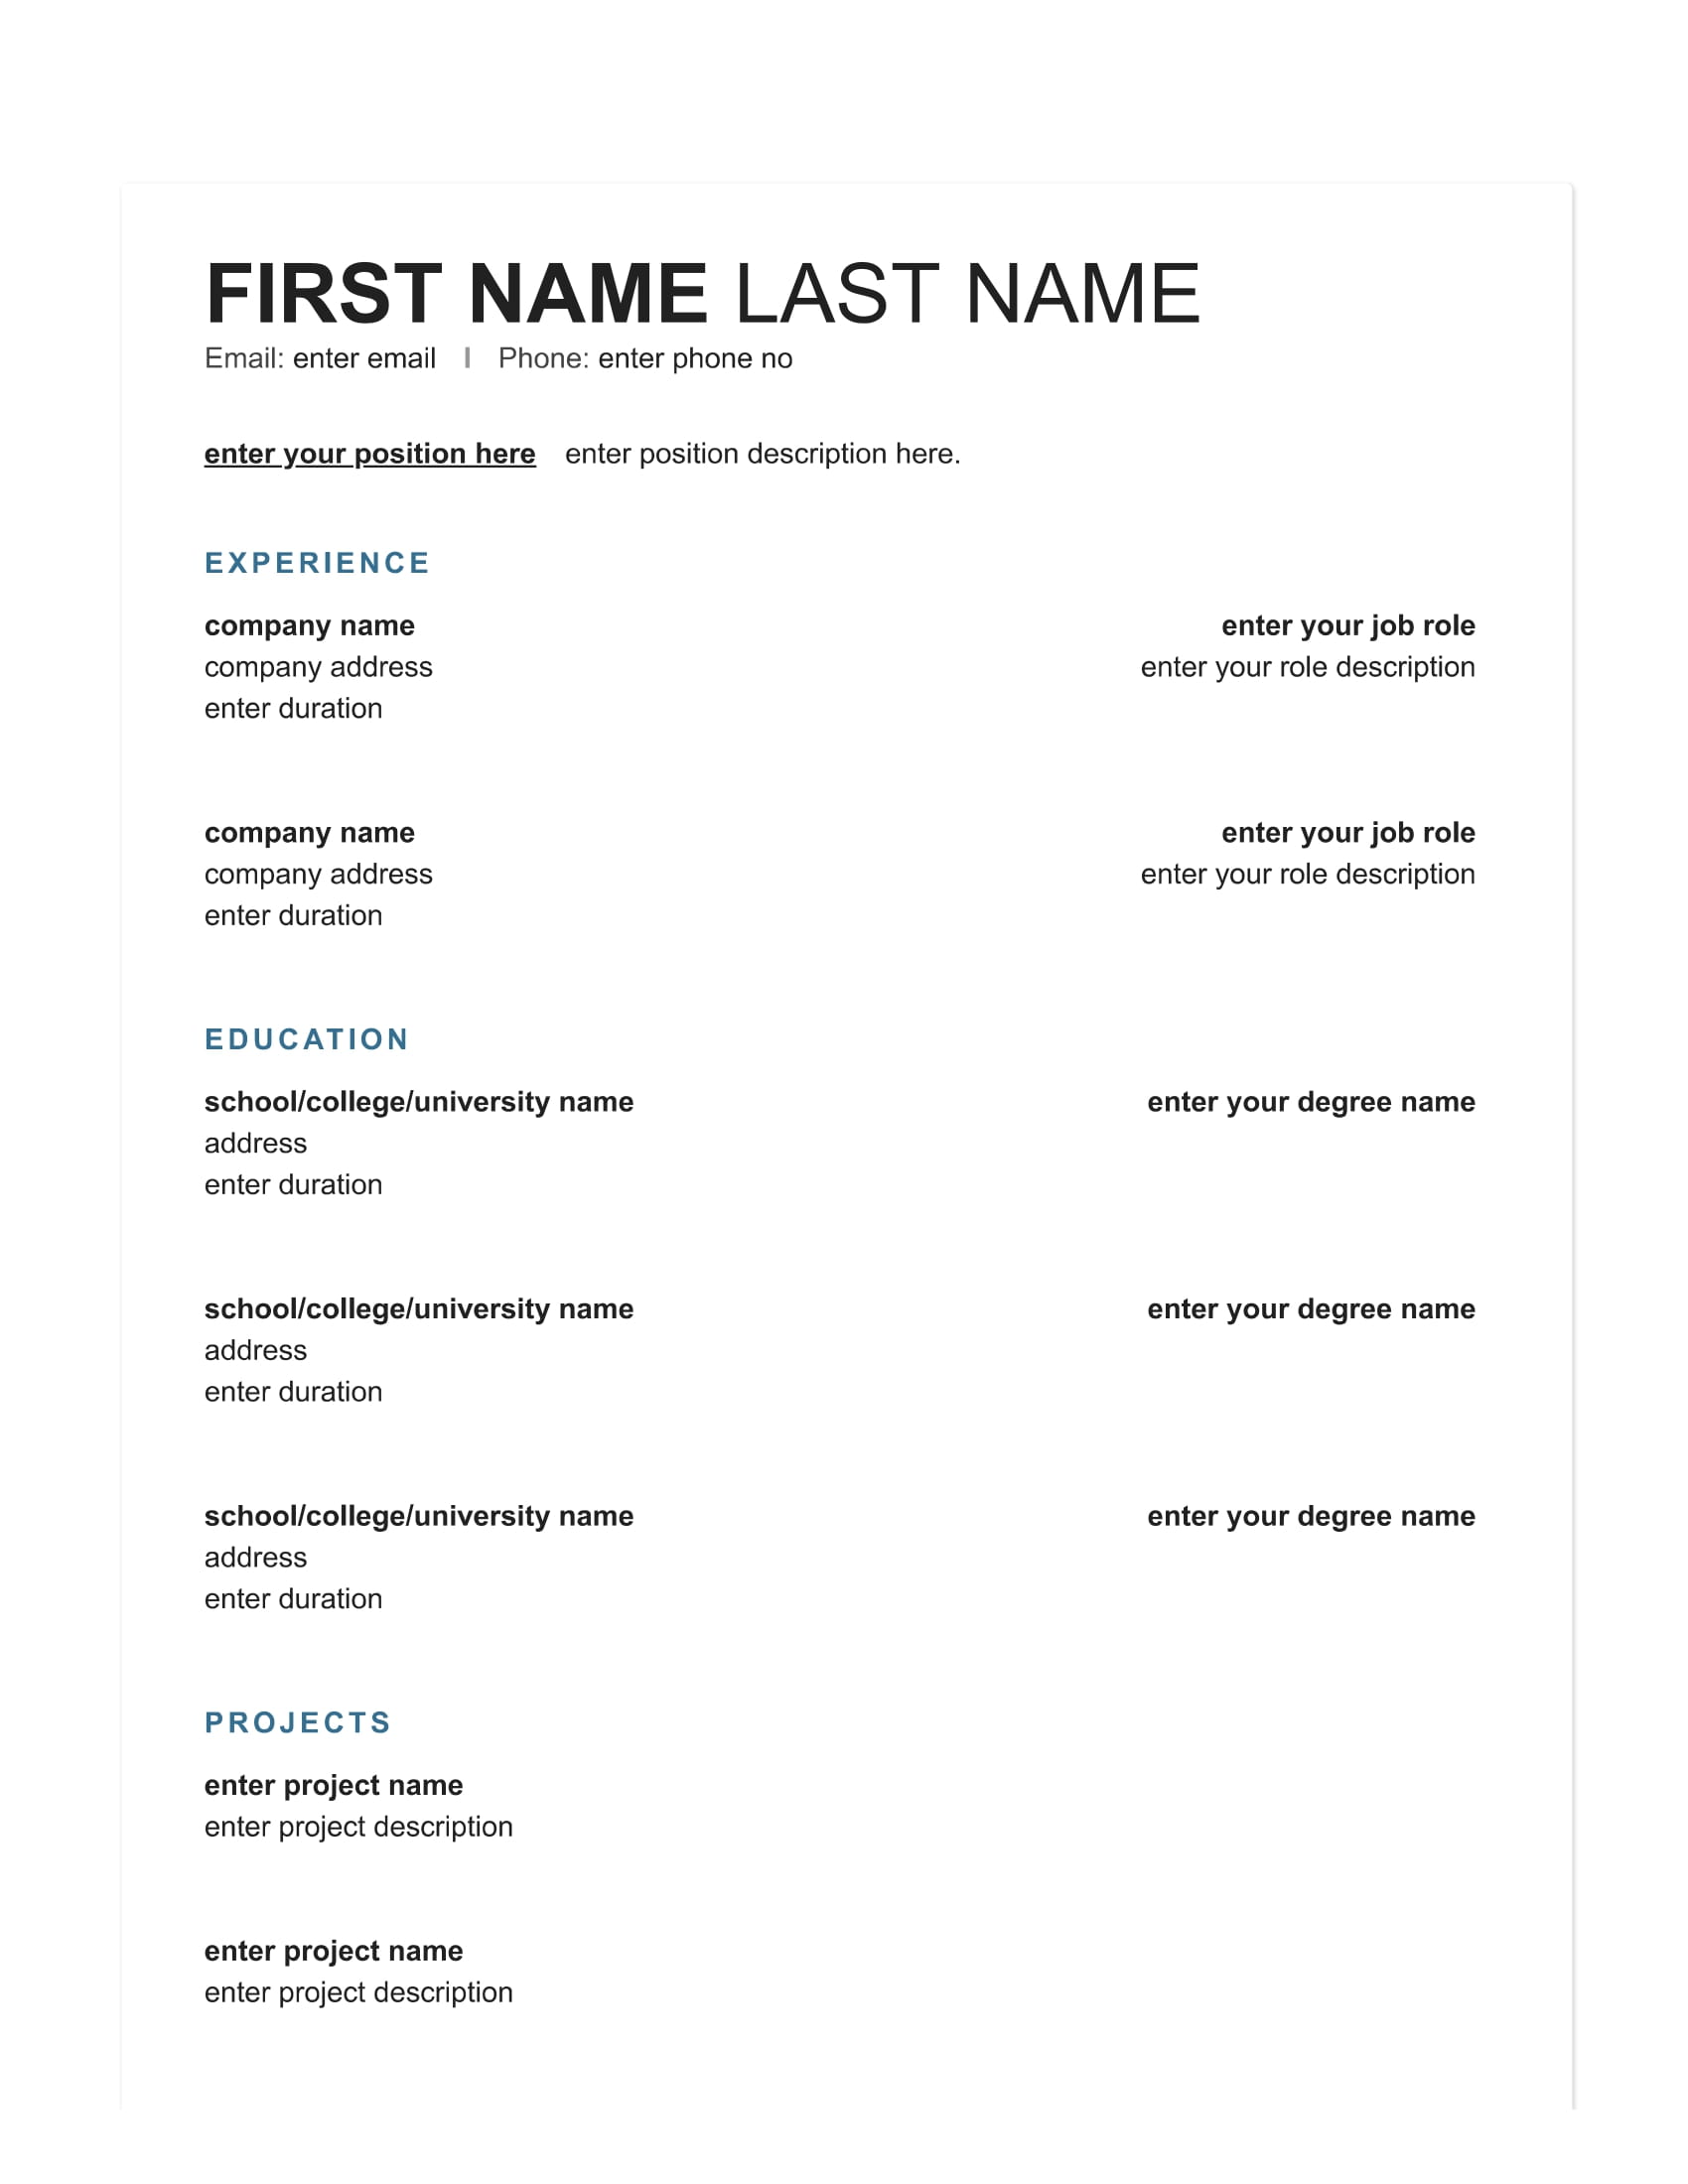 FIRST NAME LAST NAME
Email: enter email | Phone: enter phone no
enter your position here enter position description here.
EXPERIENCE
company name enter your job role
company address enter your role description
enter duration
company name enter your job role
company address enter your role description
enter duration
EDUCATION
school/college/university name enter your degree name
address
enter duration
school/college/university name enter your degree name
address
enter duration
school/college/university name enter your degree name
address
enter duration
PROJECTS
enter project name
enter project description
enter project name
enter project description